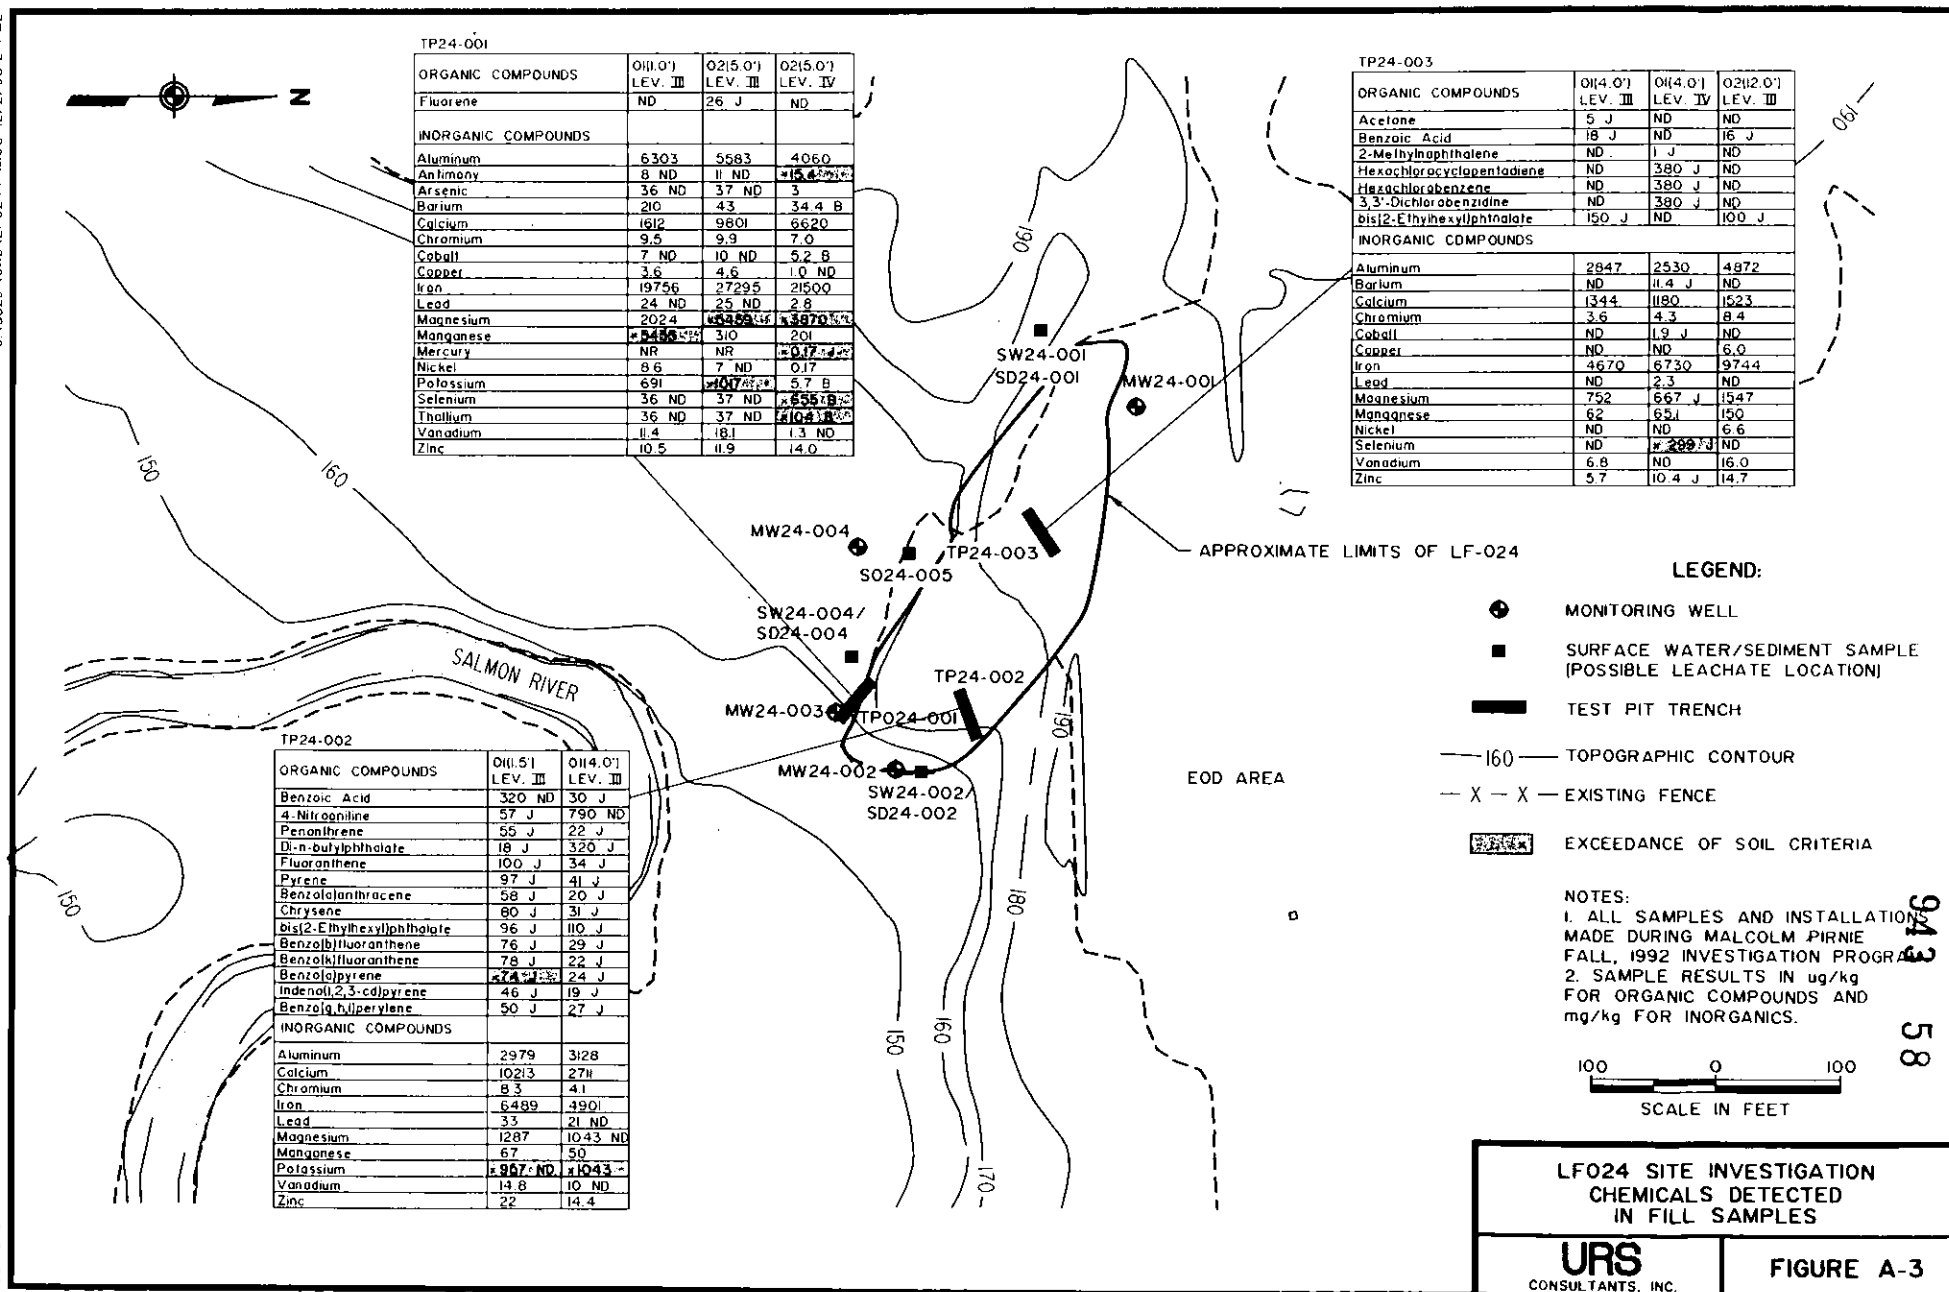 TP24-001
ORGANIC COMPOUNDS 01(1.0') LEV. III 02(5.0') LEV. III 02(5.0') LEV. IV
Fluorene ND 26 J ND
INORGANIC COMPOUNDS
Aluminum 6303 5583 4060
Antimony 8 ND 11 ND *15.4
Arsenic 36 ND 37 ND 3
Barium 210 43 34.4 B
Calcium 1612 9801 6620
Chromium 9.5 9.9 7.0
Cobalt 7 ND 10 ND 5.2 B
Copper 3.6 4.6 1.0 ND
Iron 19756 27295 21500
Lead 24 ND 25 ND 2.8
Magnesium 2024 *5489 *3870
Manganese 310 201
Mercury NR NR *0.17 J
Nickel 8.6 7 ND 0.17
Potassium 691 *1017 5.7 B
Selenium 36 ND 37 ND *655 B
Thallium 36 ND 37 ND *104 B
Vanadium 11.4 18.1 1.3 ND
Zinc 10.5 11.9 14.0
TP24-003
ORGANIC COMPOUNDS 01(4.0') LEV. III 01(4.0') LEV. IV 02(12.0') LEV. III
Acetone 5 J ND ND
Benzoic Acid 18 J ND 16 J
2-Methylnaphthalene ND 1 J ND
Hexachlorocyclopentadiene ND 380 J ND
Hexachlorobenzene ND 380 J ND
3,3'-Dichlorobenzidine ND 380 J ND
bis(2-Ethylhexyl)phthalate 150 J ND 100 J
INORGANIC COMPOUNDS
Aluminum 2847 2530 4872
Barium ND 11.4 J ND
Calcium 1344 1180 1523
Chromium 3.6 4.3 8.4
Cobalt ND 1.9 J ND
Copper ND ND 6.0
Iron 4670 6730 9744
Lead ND 2.3 ND
Magnesium 752 667 J 1547
Manganese 62 65.1 150
Nickel ND ND 6.6
Selenium ND *299 J ND
Vanadium 6.8 ND 16.0
Zinc 5.7 10.4 J 14.7
N
190
190
150
160
SW24-001
SD24-001
MW24-001
MW24-004
TP24-003
APPROXIMATE LIMITS OF LF-024
SO24-005
SW24-004/
SD24-004
SALMON RIVER
TP24-002
MW24-003
TP024-001
190
MW24-002
SW24-002/
SD24-002
EOD AREA
150
180
150
160
170
TP24-002
ORGANIC COMPOUNDS 01(1.5') LEV. III 01(4.0') LEV. III
Benzoic Acid 320 ND 30 J
4-Nitroaniline 57 J 790 ND
Penanthrene 55 J 22 J
Di-n-butylphthalate 18 J 320 J
Fluoranthene 100 J 34 J
Pyrene 97 J 41 J
Benzo(a)anthracene 58 J 20 J
Chrysene 80 J 31 J
bis(2-Ethylhexyl)phthalate 96 J 110 J
Benzo(b)fluoranthene 76 J 29 J
Benzo(k)fluoranthene 78 J 22 J
Benzo(a)pyrene *74 J 24 J
Indeno(1,2,3-cd)pyrene 46 J 19 J
Benzo(g,h,i)perylene 50 J 27 J
INORGANIC COMPOUNDS
Aluminum 2979 3128
Calcium 10213 2711
Chromium 8.3 4.1
Iron 6489 4901
Lead 33 21 ND
Magnesium 1287 1043 ND
Manganese 67 50
Potassium *967 ND *1043
Vanadium 14.8 10 ND
Zinc 22 14.4
LEGEND:
MONITORING WELL
SURFACE WATER/SEDIMENT SAMPLE
(POSSIBLE LEACHATE LOCATION)
TEST PIT TRENCH
160 TOPOGRAPHIC CONTOUR
X - X EXISTING FENCE
EXCEEDANCE OF SOIL CRITERIA
NOTES:
1. ALL SAMPLES AND INSTALLATIONS
MADE DURING MALCOLM PIRNIE
FALL, 1992 INVESTIGATION PROGRAM
2. SAMPLE RESULTS IN ug/kg
FOR ORGANIC COMPOUNDS AND
mg/kg FOR INORGANICS.
943 58
100 0 100
SCALE IN FEET
LF024 SITE INVESTIGATION
CHEMICALS DETECTED
IN FILL SAMPLES
URS
CONSULTANTS, INC.
FIGURE A-3